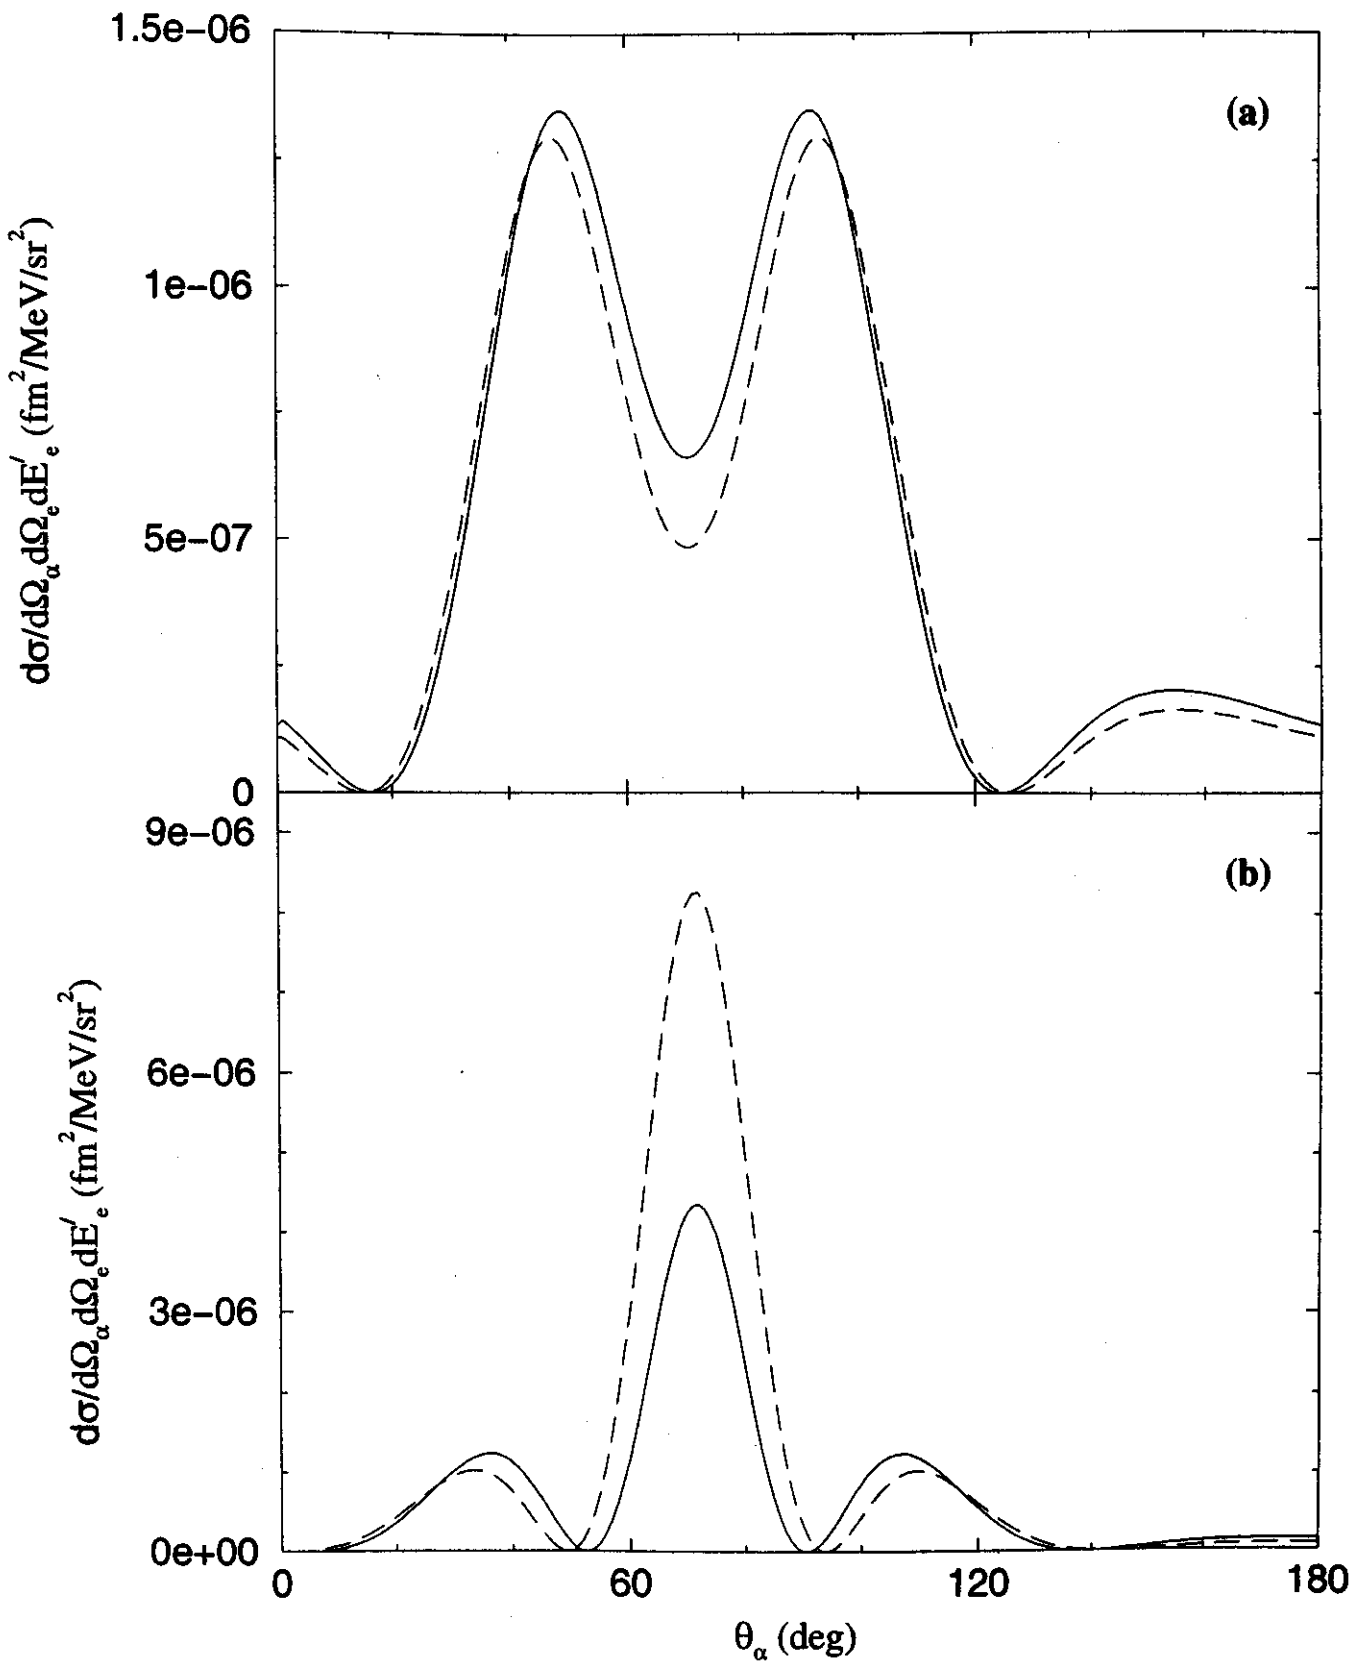 1.5e−06
(a)
1e−06
5e−07
0
dσ/dΩ_α dΩ_e dE′_e (fm²/MeV/sr²)
9e−06
(b)
6e−06
3e−06
0e+00
dσ/dΩ_α dΩ_e dE′_e (fm²/MeV/sr²)
0 60 120 180
θ_α (deg)